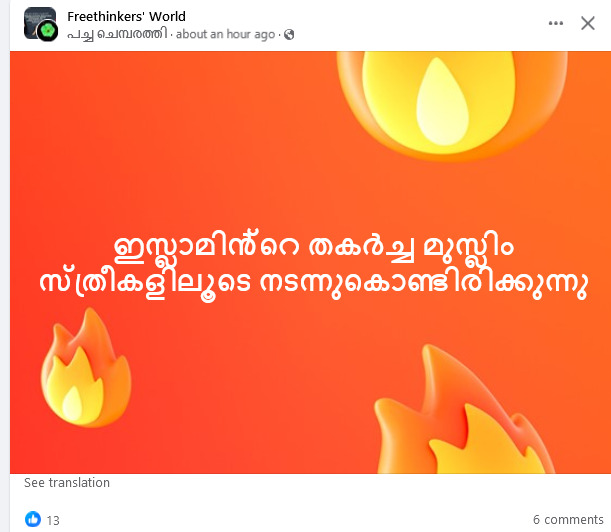 Freethinkers' World
പച്ച ചെമ്പരത്തി · about an hour ago ·
ഇസ്ലാമിൻ്റെ തകർച്ച മുസ്ലിം
സ്ത്രീകളിലൂടെ നടന്നുകൊണ്ടിരിക്കുന്നു
See translation
13
6 comments